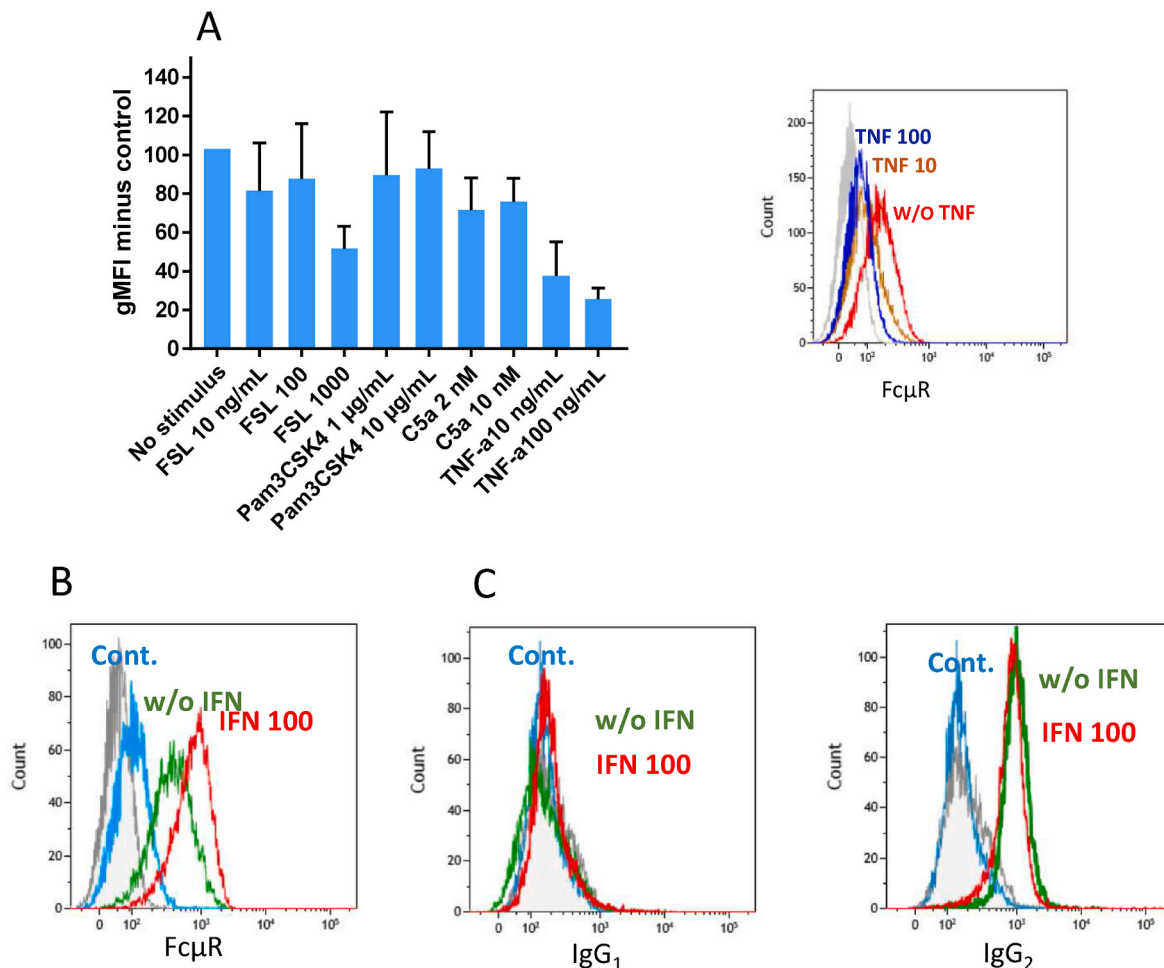 A
gMFI minus control
140
120
100
80
60
40
20
0
No stimulus
FSL 10 ng/mL
FSL 100
FSL 1000
Pam3CSK4 1 µg/mL
Pam3CSK4 10 µg/mL
C5a 2 nM
C5a 10 nM
TNF-a10 ng/mL
TNF-a100 ng/mL
Count
200
150
100
50
0
TNF 100
TNF 10
w/o TNF
0 10² 10³ 10⁴ 10⁵
FcµR
B
Count
100
80
60
40
20
0
Cont.
w/o IFN
IFN 100
0 10² 10³ 10⁴ 10⁵
FcµR
C
Count
100
80
60
40
20
0
Cont.
w/o IFN
IFN 100
0 10² 10³ 10⁴ 10⁵
IgG₁
Count
100
80
60
40
20
0
Cont.
w/o IFN
IFN 100
0 10² 10³ 10⁴ 10⁵
IgG₂